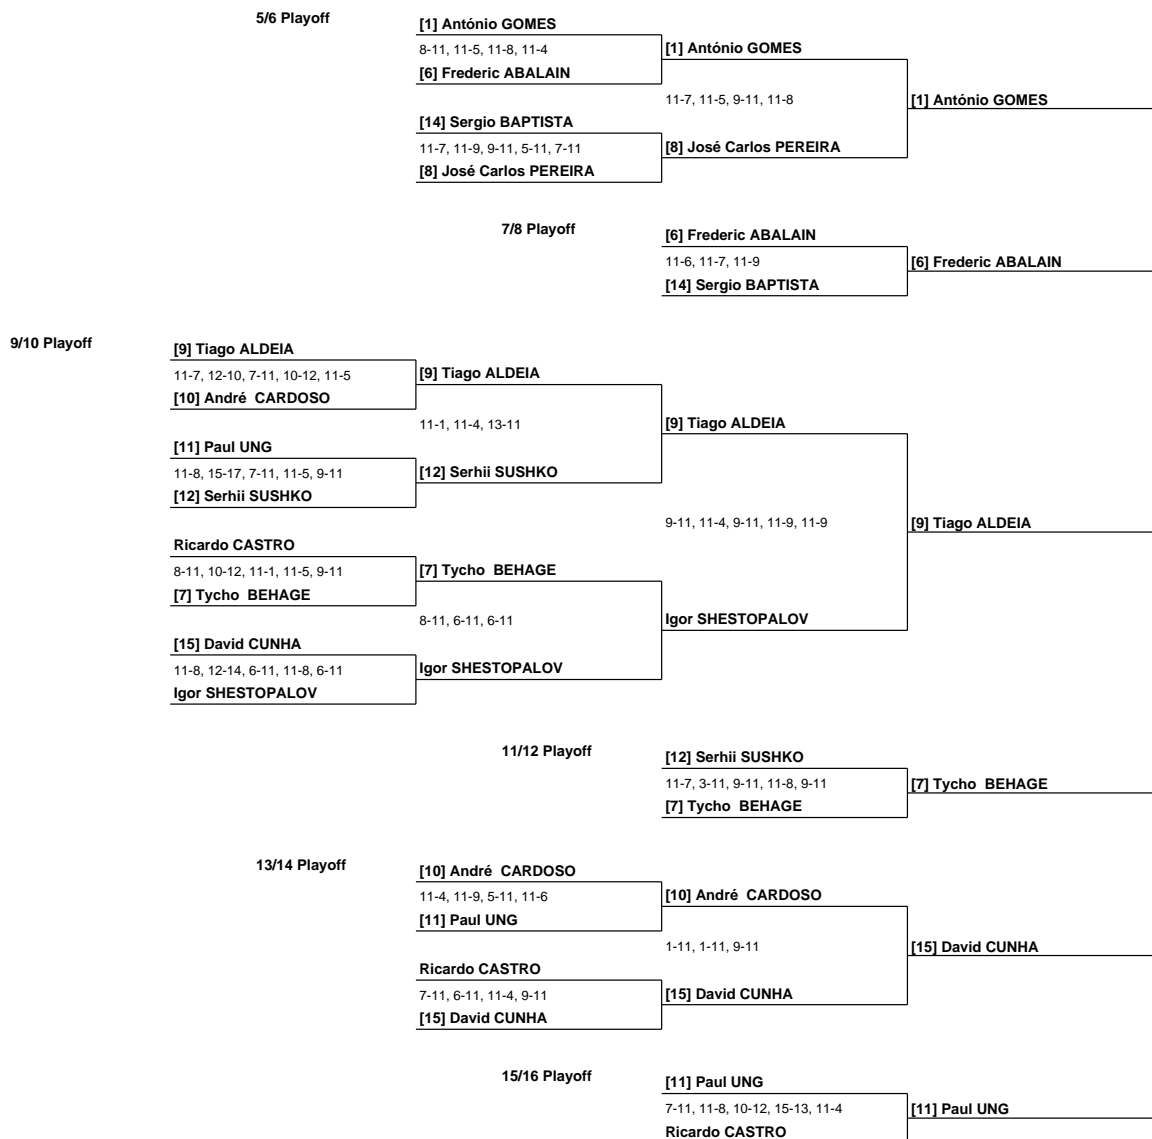 5/6 Playoff
[1] António GOMES
8-11, 11-5, 11-8, 11-4
[1] António GOMES
[6] Frederic ABALAIN
11-7, 11-5, 9-11, 11-8
[1] António GOMES
[14] Sergio BAPTISTA
11-7, 11-9, 9-11, 5-11, 7-11
[8] José Carlos PEREIRA
[8] José Carlos PEREIRA
7/8 Playoff
[6] Frederic ABALAIN
11-6, 11-7, 11-9
[6] Frederic ABALAIN
[14] Sergio BAPTISTA
9/10 Playoff
[9] Tiago ALDEIA
11-7, 12-10, 7-11, 10-12, 11-5
[9] Tiago ALDEIA
[10] André  CARDOSO
11-1, 11-4, 13-11
[9] Tiago ALDEIA
[11] Paul UNG
11-8, 15-17, 7-11, 11-5, 9-11
[12] Serhii SUSHKO
[12] Serhii SUSHKO
9-11, 11-4, 9-11, 11-9, 11-9
[9] Tiago ALDEIA
Ricardo CASTRO
8-11, 10-12, 11-1, 11-5, 9-11
[7] Tycho  BEHAGE
[7] Tycho  BEHAGE
8-11, 6-11, 6-11
Igor SHESTOPALOV
[15] David CUNHA
11-8, 12-14, 6-11, 11-8, 6-11
Igor SHESTOPALOV
Igor SHESTOPALOV
11/12 Playoff
[12] Serhii SUSHKO
11-7, 3-11, 9-11, 11-8, 9-11
[7] Tycho  BEHAGE
[7] Tycho  BEHAGE
13/14 Playoff
[10] André  CARDOSO
11-4, 11-9, 5-11, 11-6
[10] André  CARDOSO
[11] Paul UNG
1-11, 1-11, 9-11
[15] David CUNHA
Ricardo CASTRO
7-11, 6-11, 11-4, 9-11
[15] David CUNHA
[15] David CUNHA
15/16 Playoff
[11] Paul UNG
7-11, 11-8, 10-12, 15-13, 11-4
[11] Paul UNG
Ricardo CASTRO